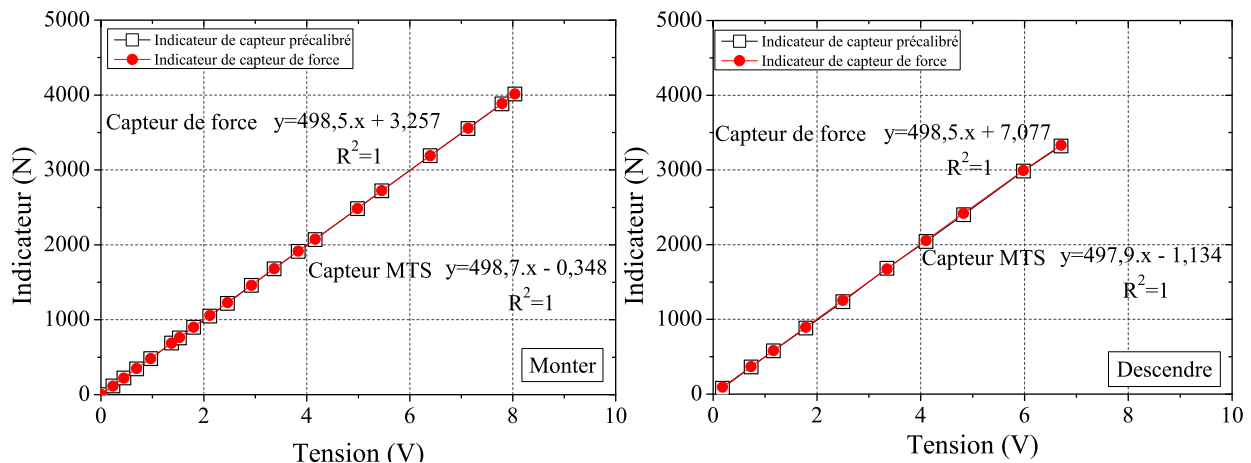 5000
4000
3000
2000
1000
0
Indicateur (N)
Indicateur de capteur précalibré
Indicateur de capteur de force
Capteur de force y=498,5.x + 3,257
R²=1
Capteur MTS y=498,7.x - 0,348
R²=1
Monter
0 2 4 6 8 10
Tension (V)
5000
4000
3000
2000
1000
0
Indicateur (N)
Indicateur de capteur précalibré
Indicateur de capteur de force
Capteur de force y=498,5.x + 7,077
R²=1
Capteur MTS y=497,9.x - 1,134
R²=1
Descendre
0 2 4 6 8 10
Tension (V)